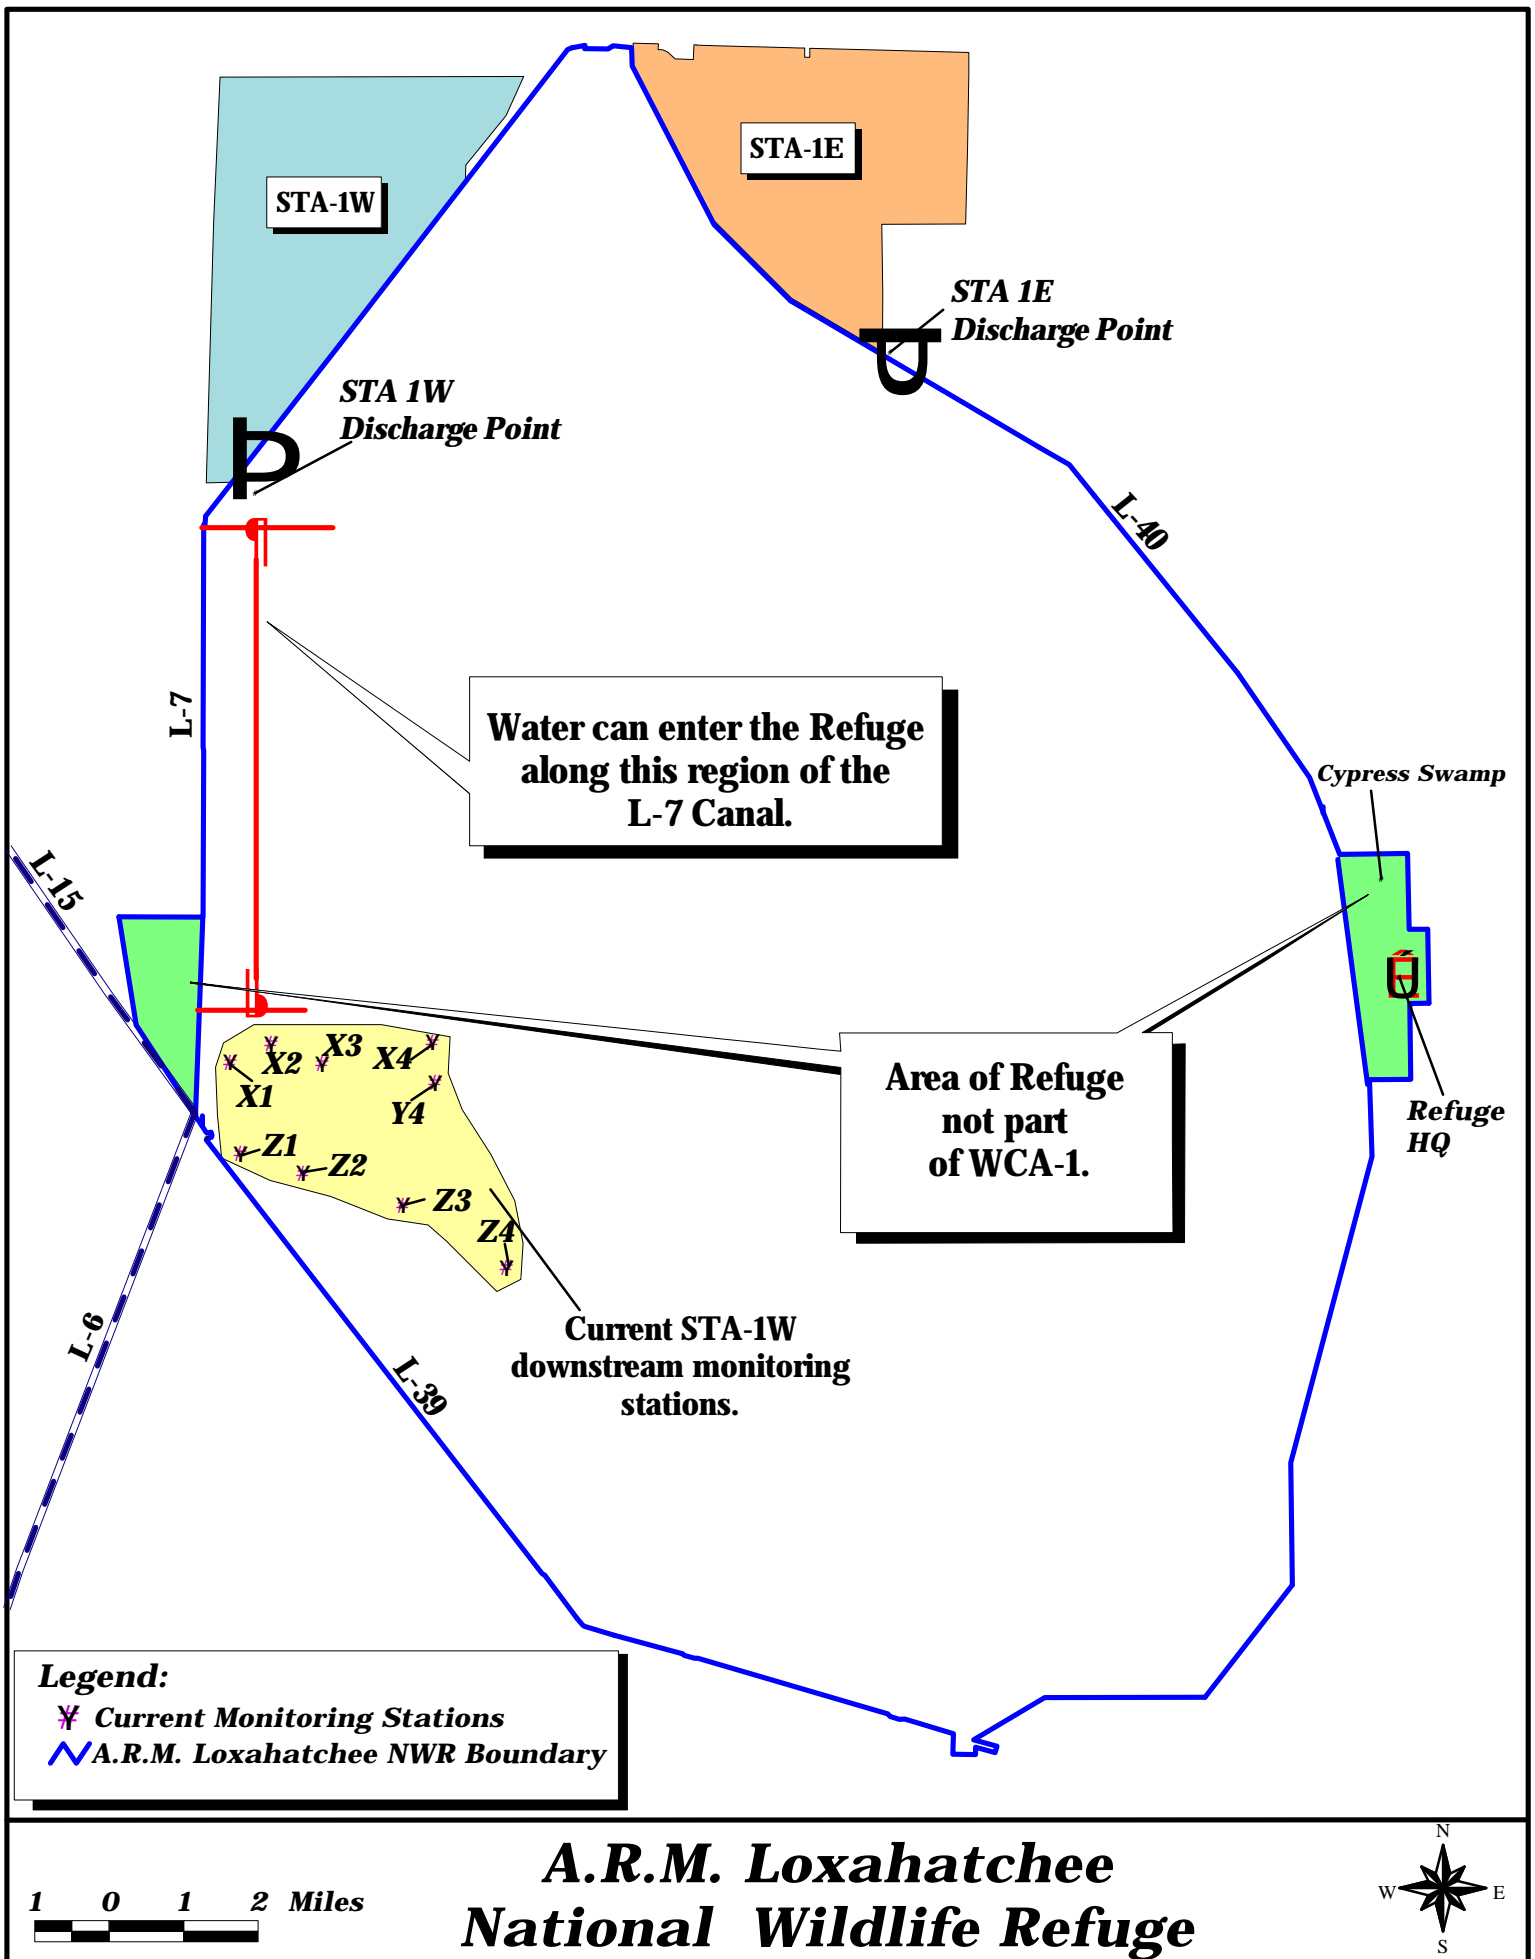 STA-1E
STA-1W
STA 1E
Discharge Point
STA 1W
Discharge Point
L-40
L-7
Water can enter the Refuge
along this region of the
L-7 Canal.
Cypress Swamp
L-15
X1
X2
X3
X4
Y4
Z1
Z2
Z3
Z4
Area of Refuge
not part
of WCA-1.
Refuge
HQ
L-6
L-39
Current STA-1W
downstream monitoring
stations.
Legend:
Current Monitoring Stations
A.R.M. Loxahatchee NWR Boundary
1 0 1 2 Miles
A.R.M. Loxahatchee
National Wildlife Refuge
N
W E
S